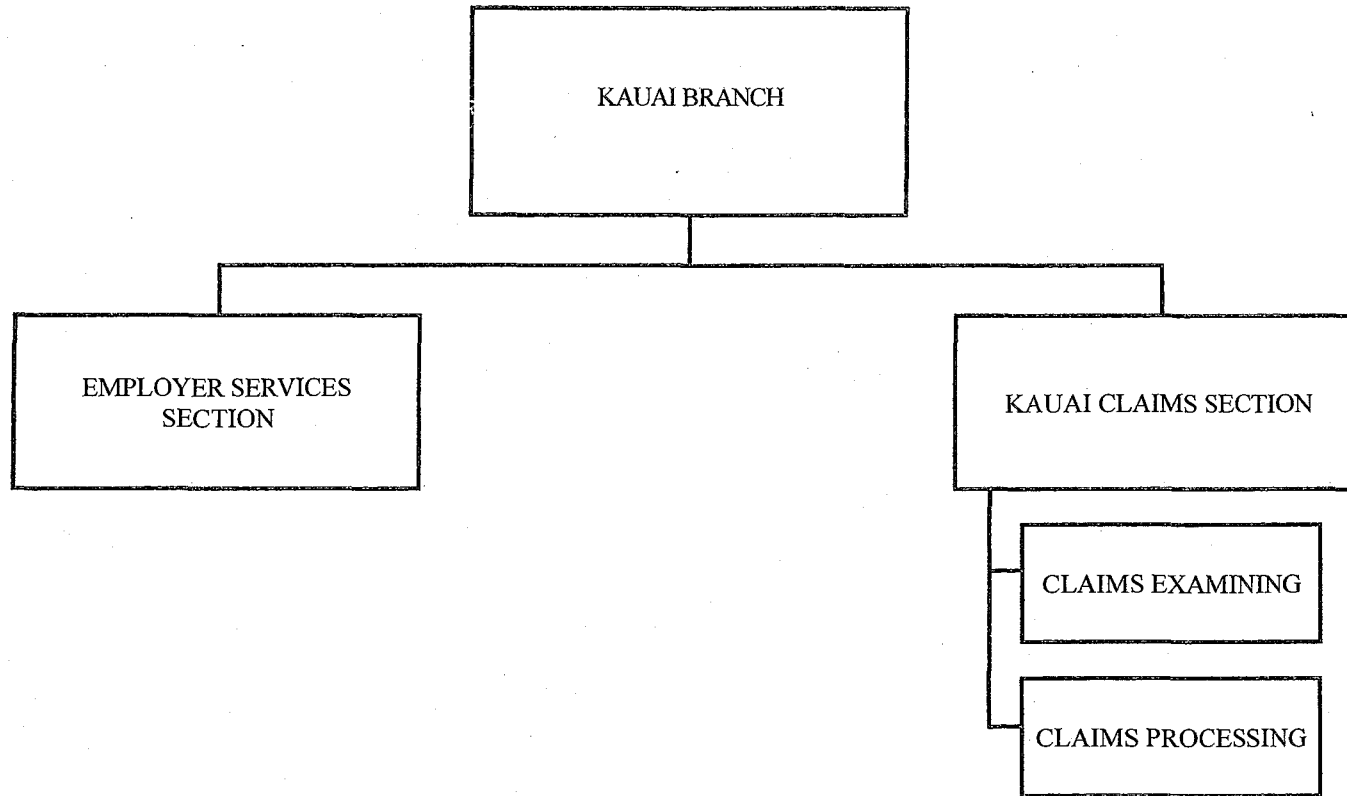 KAUAI BRANCH
EMPLOYER SERVICES
SECTION
KAUAI CLAIMS SECTION
CLAIMS EXAMINING
CLAIMS PROCESSING